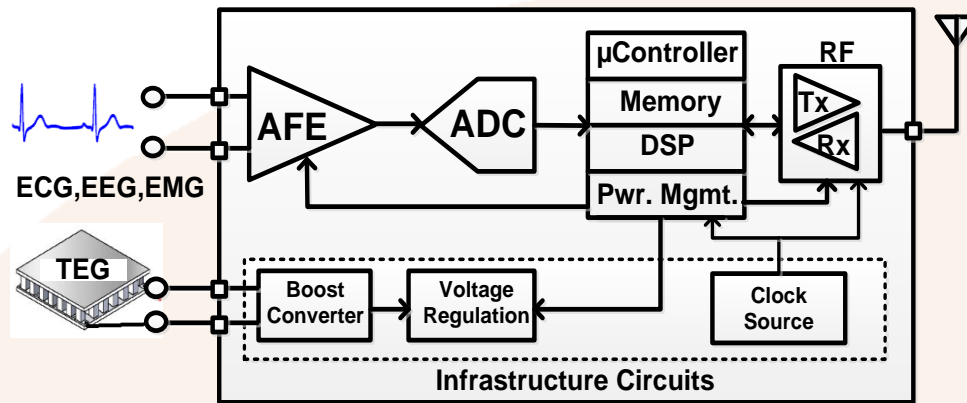 µController
RF
Memory
Tx
AFE
ADC
DSP
Rx
ECG,EEG,EMG
Pwr. Mgmt.
TEG
Boost
Converter
Voltage
Regulation
Clock
Source
Infrastructure Circuits